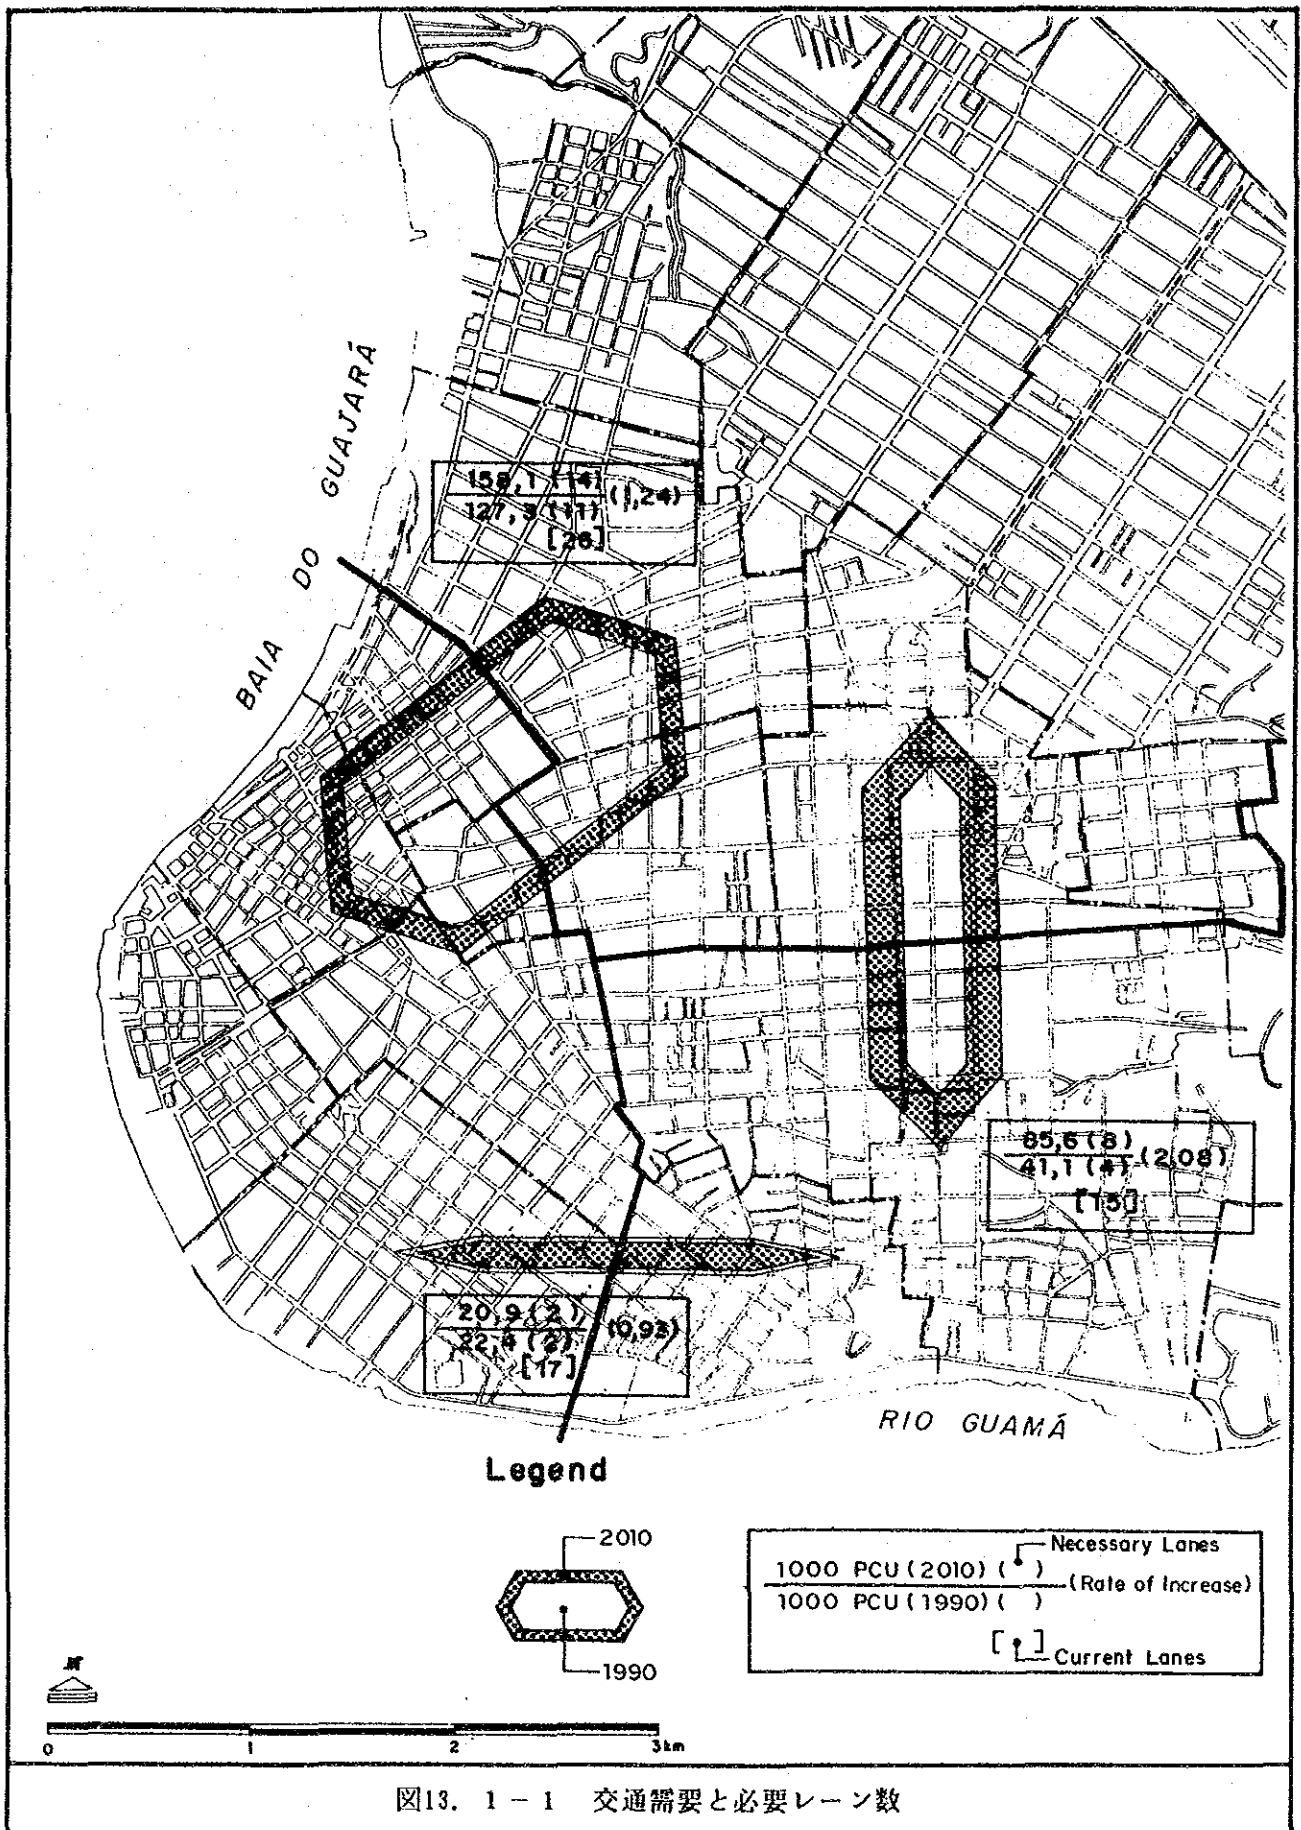 BAIA DO GUAJARÁ
158,1 (14)
127,3 (11)
(1,24)
[26]
85,6 (8)
41,1 (4)
(2,08)
[15]
20,9 (2)
22,4 (2)
(0,93)
[17]
RIO GUAMÁ
Legend
2010
1990
Necessary Lanes
1000 PCU (2010) ( )
(Rate of Increase)
1000 PCU (1990) ( )
[ ]
Current Lanes
N
0 1 2 3km
図13. 1 － 1 交通需要と必要レーン数